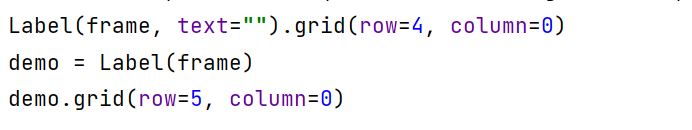 Label(frame, text="").grid(row=4, column=0)
demo = Label(frame)
demo.grid(row=5, column=0)